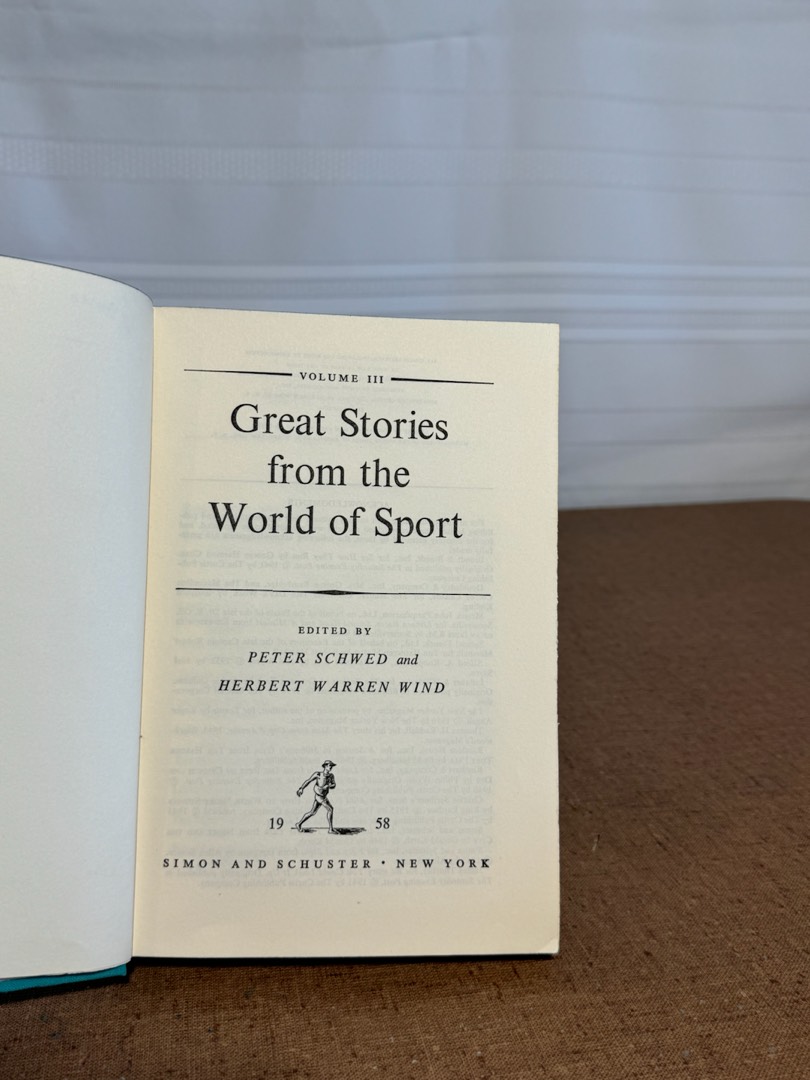 VOLUME III
Great Stories
from the
World of Sport
EDITED BY
PETER SCHWED and
HERBERT WARREN WIND
19 58
SIMON AND SCHUSTER • NEW YORK